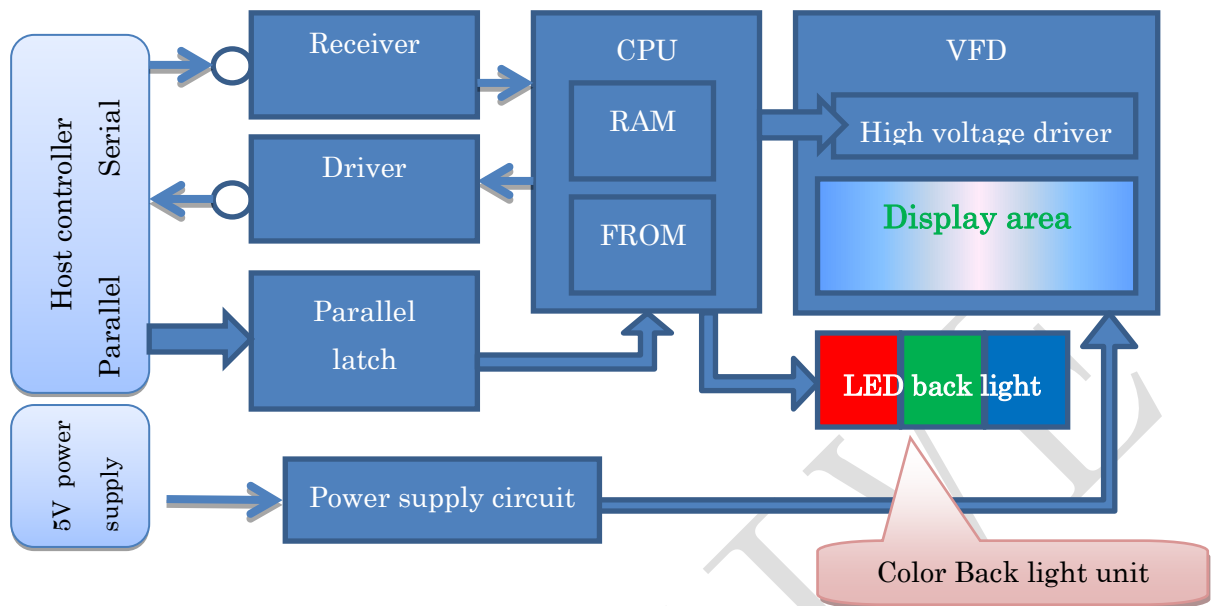 Host controller
Serial
Parallel
Receiver
Driver
Parallel
latch
CPU
RAM
FROM
VFD
High voltage driver
Display area
LED back light
5V power
supply
Power supply circuit
Color Back light unit